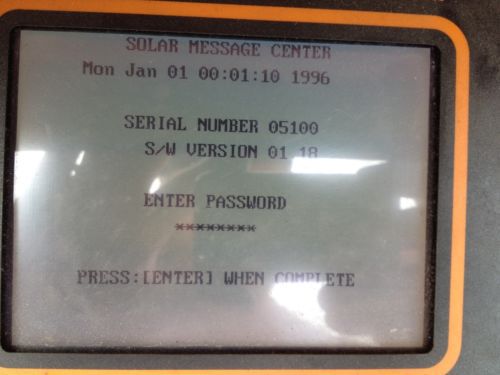 SOLAR MESSAGE CENTER
Mon Jan 01 00:01:10 1996
SERIAL NUMBER 05100
S/W VERSION 01.18
ENTER PASSWORD
********
PRESS:[ENTER] WHEN COMPLETE